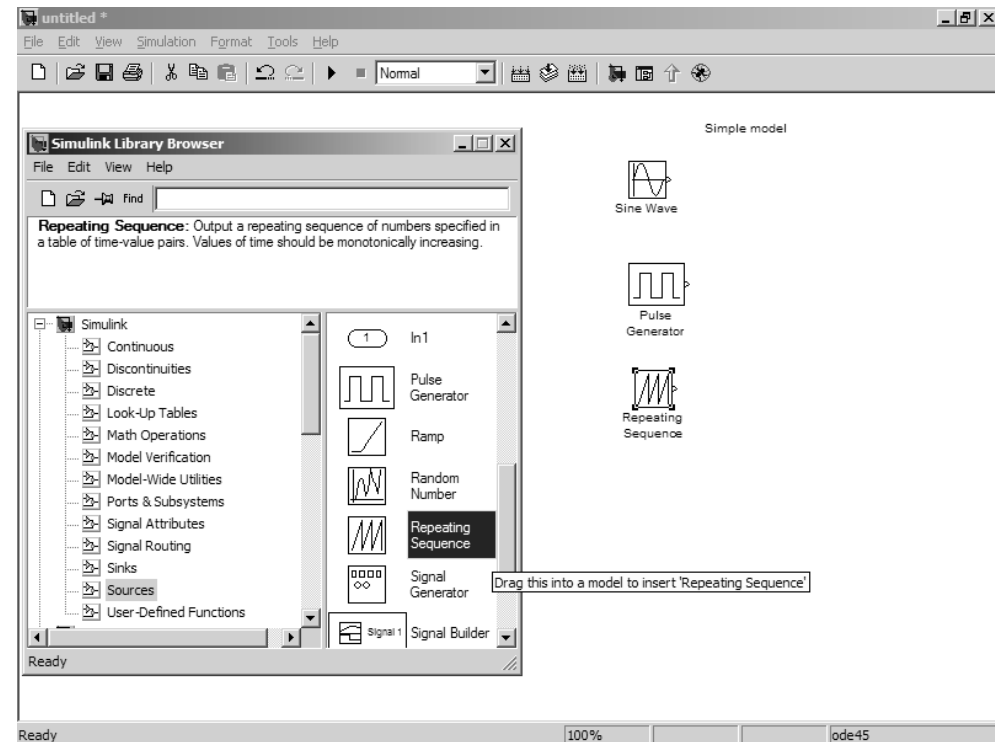 untitled *
File Edit View Simulation Format Tools Help
Normal
Simple model
Sine Wave
Pulse
Generator
Repeating
Sequence
Simulink Library Browser
File Edit View Help
Find
Repeating Sequence: Output a repeating sequence of numbers specified in
a table of time-value pairs. Values of time should be monotonically increasing.
Simulink
Continuous
Discontinuities
Discrete
Look-Up Tables
Math Operations
Model Verification
Model-Wide Utilities
Ports & Subsystems
Signal Attributes
Signal Routing
Sinks
Sources
User-Defined Functions
1 In1
Pulse
Generator
Ramp
Random
Number
Repeating
Sequence
Signal
Generator
Signal 1 Signal Builder
Drag this into a model to insert 'Repeating Sequence'
Ready
Ready 100% ode45